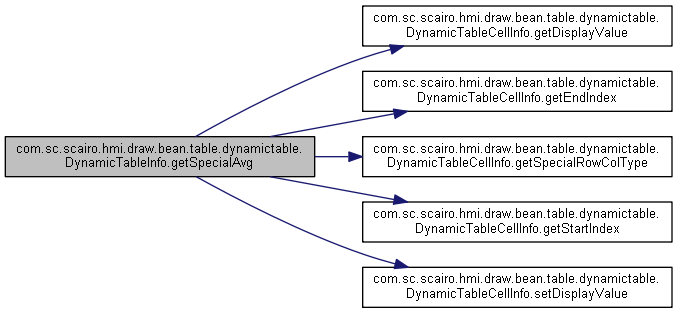 com.sc.scairo.hmi.draw.bean.table.dynamictable.
DynamicTableCellInfo.getDisplayValue
com.sc.scairo.hmi.draw.bean.table.dynamictable.
DynamicTableCellInfo.getEndIndex
com.sc.scairo.hmi.draw.bean.table.dynamictable.
DynamicTableInfo.getSpecialAvg
com.sc.scairo.hmi.draw.bean.table.dynamictable.
DynamicTableCellInfo.getSpecialRowColType
com.sc.scairo.hmi.draw.bean.table.dynamictable.
DynamicTableCellInfo.getStartIndex
com.sc.scairo.hmi.draw.bean.table.dynamictable.
DynamicTableCellInfo.setDisplayValue